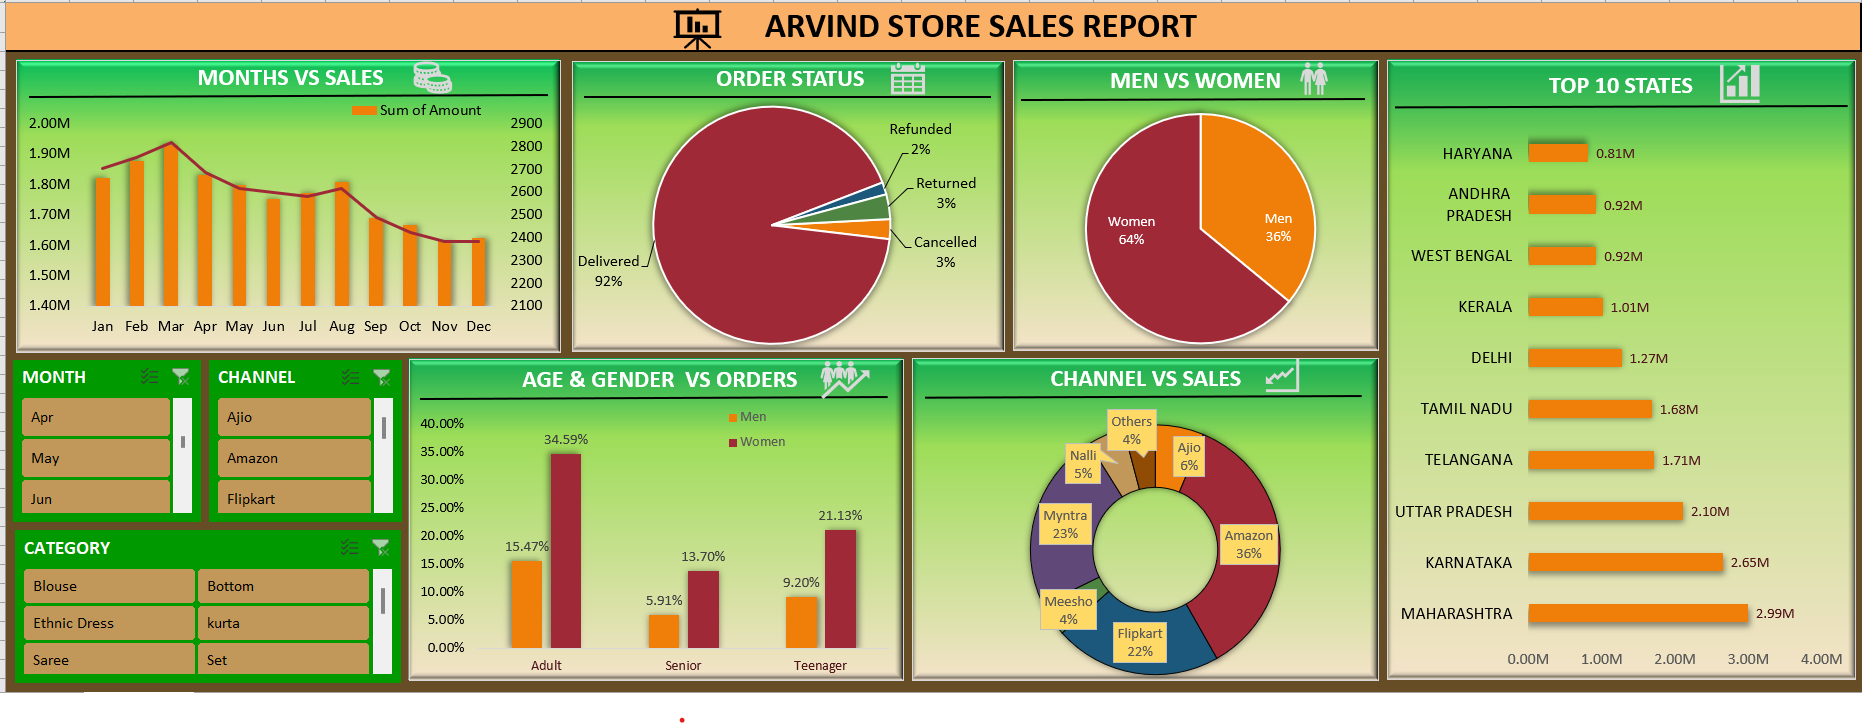 ARVIND STORE SALES REPORT
MONTHS VS SALES
Sum of Amount
2.00M
1.90M
1.80M
1.70M
1.60M
1.50M
1.40M
2900
2800
2700
2600
2500
2400
2300
2200
2100
Jan Feb Mar Apr May Jun Jul Aug Sep Oct Nov Dec
ORDER STATUS
Refunded
2%
Returned
3%
Cancelled
3%
Delivered
92%
MEN VS WOMEN
Women
64%
Men
36%
TOP 10 STATES
HARYANA 0.81M
ANDHRA
PRADESH 0.92M
WEST BENGAL 0.92M
KERALA 1.01M
DELHI 1.27M
TAMIL NADU 1.68M
TELANGANA 1.71M
UTTAR PRADESH 2.10M
KARNATAKA 2.65M
MAHARASHTRA 2.99M
0.00M 1.00M 2.00M 3.00M 4.00M
MONTH
Apr
May
Jun
CHANNEL
Ajio
Amazon
Flipkart
CATEGORY
Blouse Bottom
Ethnic Dress kurta
Saree Set
AGE & GENDER VS ORDERS
Men
Women
40.00%
35.00%
30.00%
25.00%
20.00%
15.00%
10.00%
5.00%
0.00%
15.47% 34.59%
5.91% 13.70%
9.20% 21.13%
Adult Senior Teenager
CHANNEL VS SALES
Others
4%
Ajio
6%
Nalli
5%
Myntra
23%
Amazon
36%
Meesho
4%
Flipkart
22%